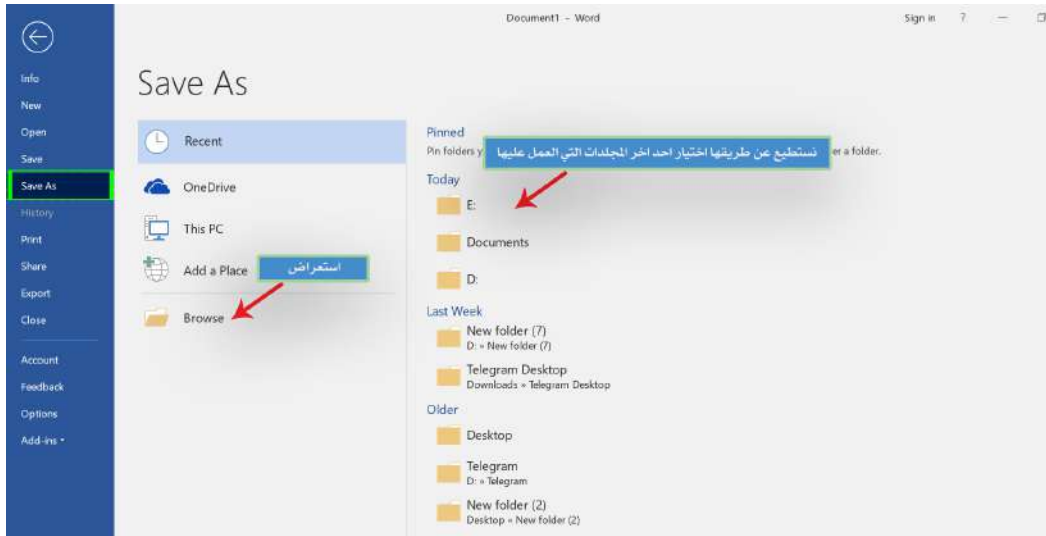 Document1 - Word
Sign in ?
Info
New
Open
Save
Save As
History
Print
Share
Export
Close
Account
Feedback
Options
Add-ins
Save As
Recent
OneDrive
This PC
Add a Place
استعراض
Browse
Pinned
Pin folders y
نستطيع عن طريقها اختيار احد اخر المجلدات التي العمل عليها
er a folder.
Today
E:
Documents
D:
Last Week
New folder (7)
D: » New folder (7)
Telegram Desktop
Downloads » Telegram Desktop
Older
Desktop
Telegram
D: » Telegram
New folder (2)
Desktop » New folder (2)